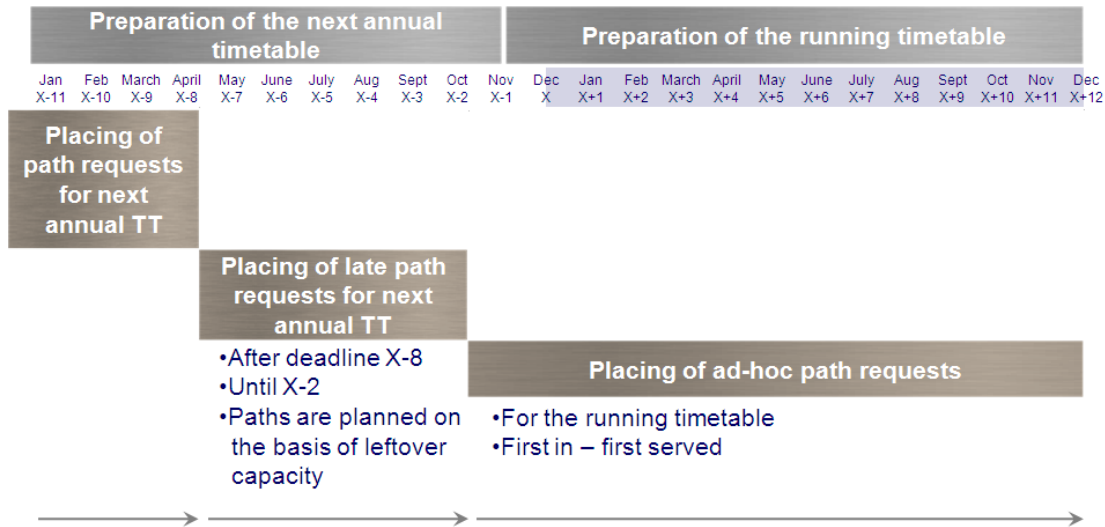 Preparation of the next annual
timetable
Preparation of the running timetable
Jan Feb March April May June July Aug Sept Oct Nov Dec Jan Feb March April May June July Aug Sept Oct Nov Dec
X-11 X-10 X-9 X-8 X-7 X-6 X-5 X-4 X-3 X-2 X-1 X X+1 X+2 X+3 X+4 X+5 X+6 X+7 X+8 X+9 X+10 X+11 X+12
Placing of
path requests
for next
annual TT
Placing of late path
requests for next
annual TT
•After deadline X-8
•Until X-2
•Paths are planned on
the basis of leftover
capacity
Placing of ad-hoc path requests
•For the running timetable
•First in – first served